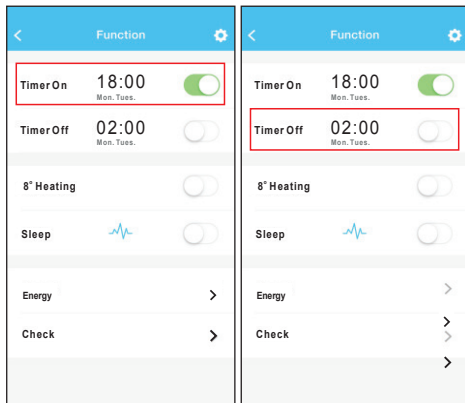 Function
Timer On
18:00
Mon. Tues.
Timer Off
02:00
Mon. Tues.
8° Heating
Sleep
Energy
Check
Function
Timer On
18:00
Mon. Tues.
Timer Off
02:00
Mon. Tues.
8° Heating
Sleep
Energy
Check